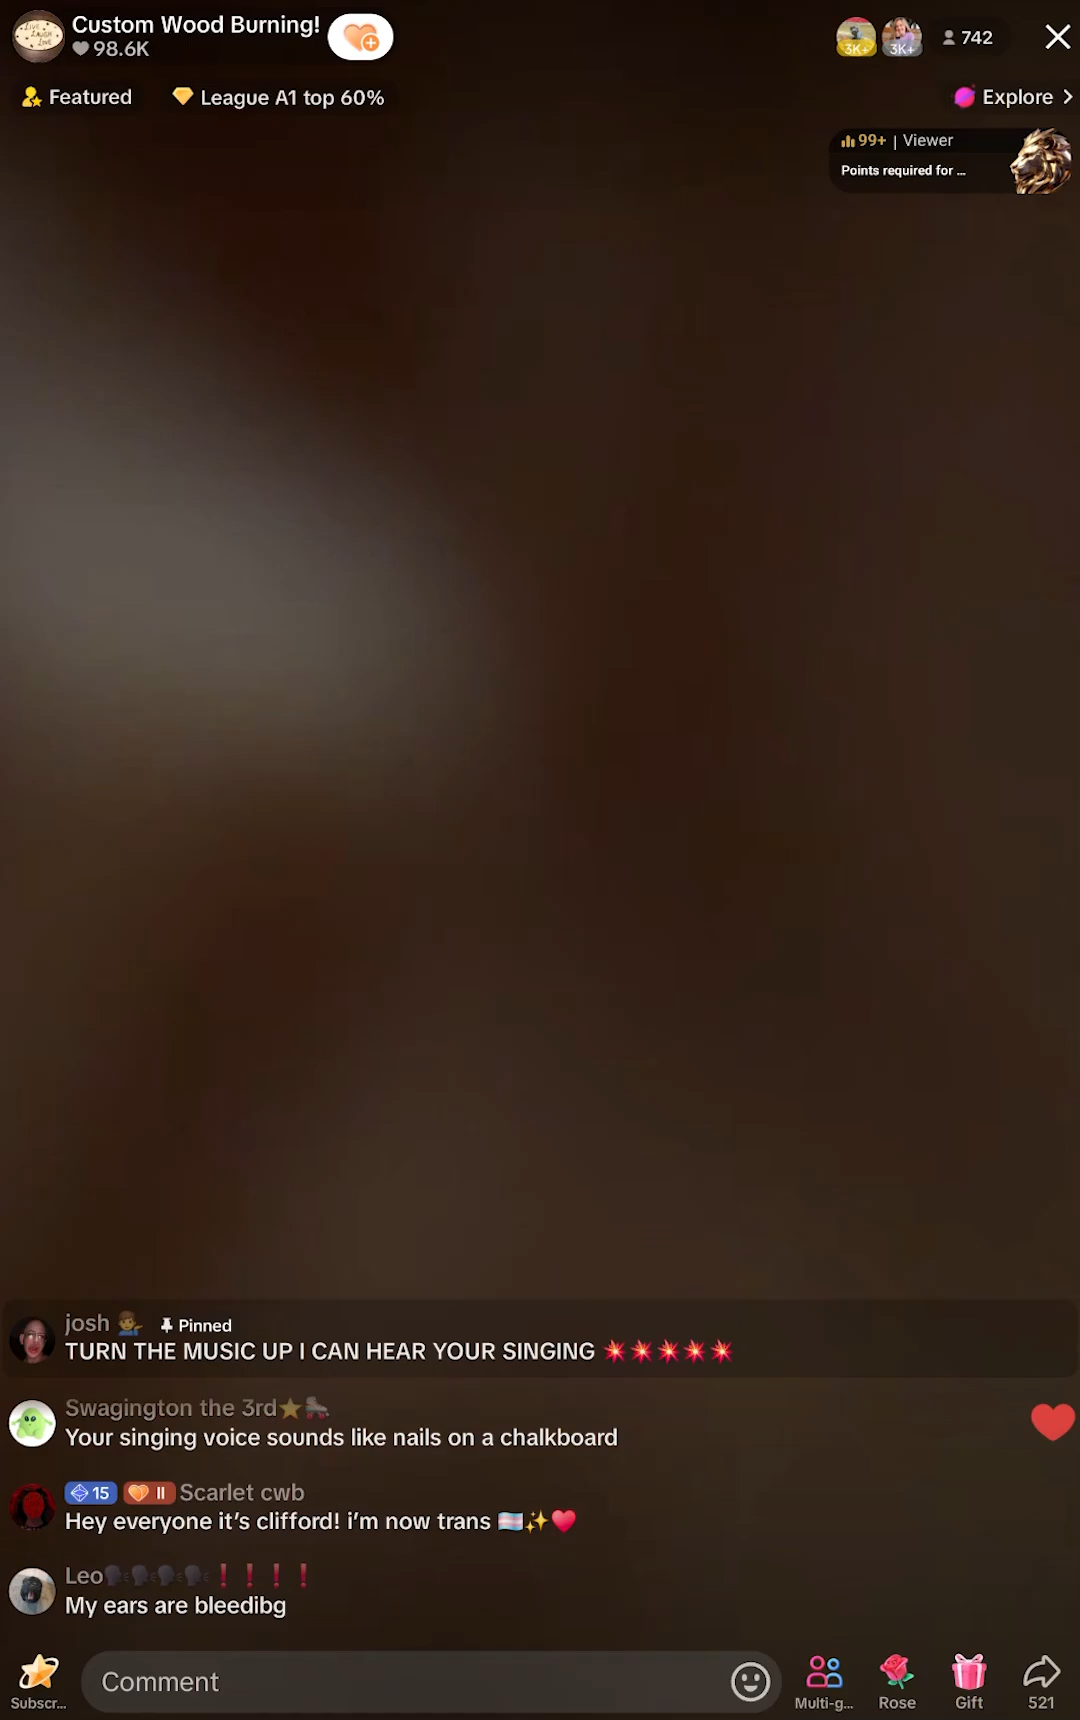 Custom Wood Burning!
98.6K
3K+
3K+
742
Featured
League A1 top 60%
Explore
99+ | Viewer
Points required for ...
josh
Pinned
TURN THE MUSIC UP I CAN HEAR YOUR SINGING 💥💥💥💥💥
Swagington the 3rd⭐🛼
Your singing voice sounds like nails on a chalkboard
15 II Scarlet cwb
Hey everyone it’s clifford! i’m now trans 🏳️‍⚧️✨❤️
Leo🗣🗣🗣🗣❗❗❗❗
My ears are bleedibg
Comment
Subscr...
Multi-g...
Rose
Gift
521